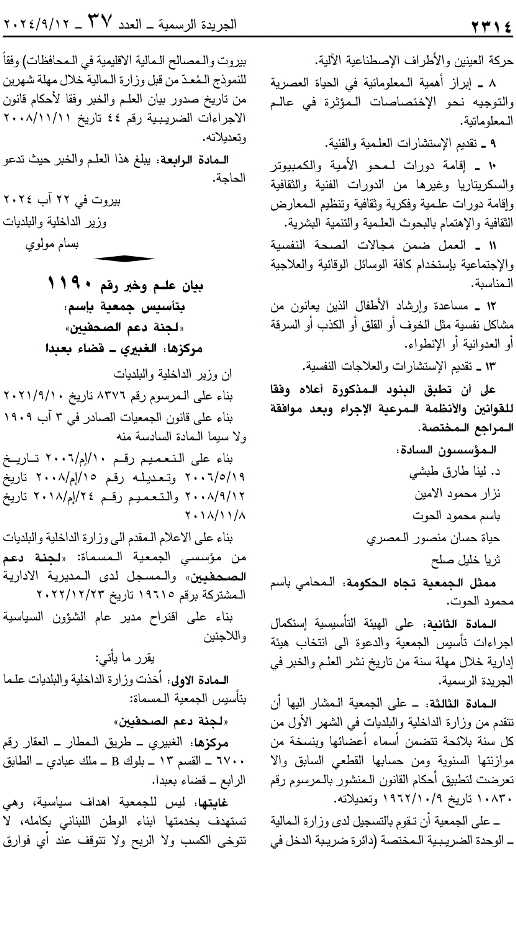 ٢٣١٤
الجريدة الرسمية ـ العدد ٣٧ ـ ٢٠٢٤/٩/١٢
حركة العينين والأطراف الإصطناعية الآلية.
٨ ـ إبراز أهمية المعلوماتية في الحياة العصرية
والتوجيه نحو الإختصاصات المؤثرة في عالم
المعلوماتية.
٩ ـ تقديم الإستشارات العلمية والفنية.
١٠ ـ إقامة دورات لمحو الأمية والكمبيوتر
والسكريتاريا وغيرها من الدورات الفنية والثقافية
وإقامة دورات علمية وفكرية وثقافية وتنظيم المعارض
الثقافية والإهتمام بالبحوث العلمية والتنمية البشرية.
١١ ـ العمل ضمن مجالات الصحة النفسية
والإجتماعية بإستخدام كافة الوسائل الوقائية والعلاجية
المناسبة.
١٢ ـ مساعدة وإرشاد الأطفال الذين يعانون من
مشاكل نفسية مثل الخوف أو القلق أو الكذب أو السرقة
أو العدوانية أو الإنطواء.
١٣ ـ تقديم الإستشارات والعلاجات النفسية.
على أن تطبق البنود المذكورة أعلاه وفقا
للقوانين والأنظمة المرعية الإجراء وبعد موافقة
المراجع المختصة.
المؤسسون السادة:
د. لينا طارق طبشي
نزار محمود الامين
باسم محمود الحوت
حياة حسان منصور المصري
ثريا خليل صلح
ممثل الجمعية تجاه الحكومة: المحامي باسم
محمود الحوت.
المادة الثانية: على الهيئة التأسيسية إستكمال
اجراءات تأسيس الجمعية والدعوة الى انتخاب هيئة
إدارية خلال مهلة سنة من تاريخ نشر العلم والخبر في
الجريدة الرسمية.
المادة الثالثة: ـ على الجمعية المشار اليها أن
تتقدم من وزارة الداخلية والبلديات في الشهر الأول من
كل سنة بلائحة تتضمن أسماء أعضائها وبنسخة من
موازنتها السنوية ومن حسابها القطعي السابق والا
تعرضت لتطبيق أحكام القانون المنشور بالمرسوم رقم
١٠٨٣٠ تاريخ ١٩٦٢/١٠/٩ وتعديلاته.
ـ على الجمعية أن تقوم بالتسجيل لدى وزارة المالية
ـ الوحدة الضريبية المختصة (دائرة ضريبة الدخل في
بيروت والمصالح المالية الاقليمية في المحافظات) وفقاً
للنموذج المُعدّ من قبل وزارة المالية خلال مهلة شهرين
من تاريخ صدور بيان العلم والخبر وفقا لأحكام قانون
الاجراءات الضريبية رقم ٤٤ تاريخ ٢٠٠٨/١١/١١
وتعديلاته.
المادة الرابعة: يبلغ هذا العلم والخبر حيث تدعو
الحاجة.
بيروت في ٢٢ آب ٢٠٢٤
وزير الداخلية والبلديات
بسام مولوي
بيان علم وخبر رقم ١١٩٠
بتأسيس جمعية بإسم:
«لجنة دعم الصحفيين»
مركزها: الغبيري ـ قضاء بعبدا
ان وزير الداخلية والبلديات
بناء على المرسوم رقم ٨٣٧٦ تاريخ ٢٠٢١/٩/١٠
بناء على قانون الجمعيات الصادر في ٣ آب ١٩٠٩
ولا سيما المادة السادسة منه
بناء على التعميم رقم ١٠/إم/٢٠٠٦ تاريخ
٢٠٠٦/٥/١٩ وتعديله رقم ١٥/إم/٢٠٠٨ تاريخ
٢٠٠٨/٩/١٢ والتعميم رقم ٢٤/إم/٢٠١٨ تاريخ
٢٠١٨/١١/٨
بناء على الاعلام المقدم الى وزارة الداخلية والبلديات
من مؤسسي الجمعية المسماة: «لجنة دعم
الصحفيين» والمسجل لدى المديرية الادارية
المشتركة برقم ١٩٦١٥ تاريخ ٢٠٢٢/١٢/٢٣
بناء على اقتراح مدير عام الشؤون السياسية
واللاجئين
يقرر ما يأتي:
المادة الاولى: أخذت وزارة الداخلية والبلديات علما
بتأسيس الجمعية المسماة:
«لجنة دعم الصحفيين»
مركزها: الغبيري ـ طريق المطار ـ العقار رقم
٦٧٠٠ ـ القسم ١٣ ـ بلوك B ـ ملك عبادي ـ الطابق
الرابع ـ قضاء بعبدا.
غايتها: ليس للجمعية اهداف سياسية، وهي
تستهدف بخدمتها ابناء الوطن اللبناني بكامله، لا
تتوخى الكسب ولا الربح ولا تتوقف عند أي فوارق